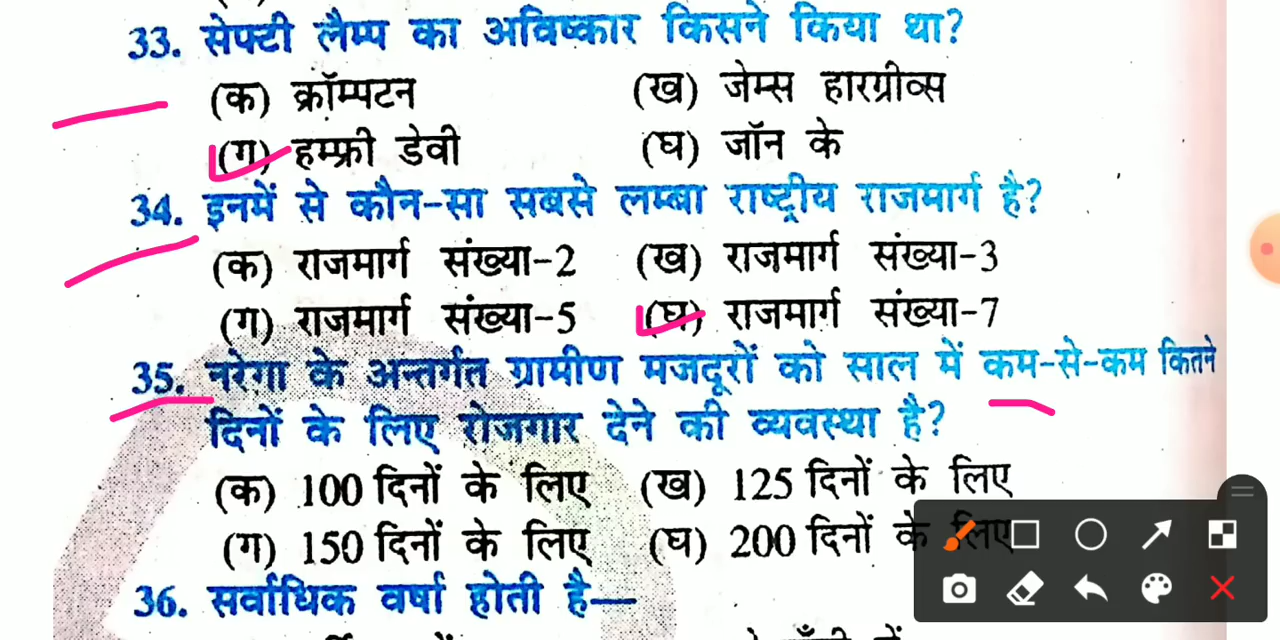 33. सेफ्टी लैम्प का अविष्कार किसने किया था?
(क) क्रॉम्पटन (ख) जेम्स हारग्रीव्स
(ग) हम्फ्री डेवी (घ) जॉन के
34. इनमें से कौन-सा सबसे लम्बा राष्ट्रीय राजमार्ग है?
(क) राजमार्ग संख्या-2 (ख) राजमार्ग संख्या-3
(ग) राजमार्ग संख्या-5 (घ) राजमार्ग संख्या-7
35. नरेगा के अन्तर्गत ग्रामीण मजदूरों को साल में कम-से-कम कितने
दिनों के लिए रोजगार देने की व्यवस्था है?
(क) 100 दिनों के लिए (ख) 125 दिनों के लिए
(ग) 150 दिनों के लिए (घ) 200 दिनों के लिए
36. सर्वाधिक वर्षा होती है—